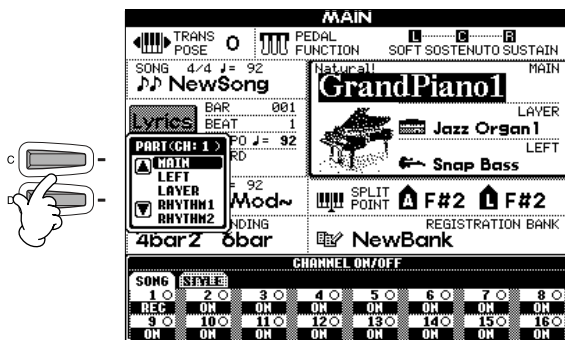 MAIN
TRANS POSE 0
PEDAL FUNCTION
L C R
SOFT SOSTENUTO SUSTAIN
SONG 4/4 ♩= 92
NewSong
Natural! MAIN
GrandPiano1
Lyrics
BAR 001
BEAT 1
PO ♩= 92
RD
LAYER
Jazz Organ1
LEFT
Snap Bass
C
PART(CH: 1)
MAIN
LEFT
LAYER
RHYTHM1
RHYTHM2
= 92
Mod~
SPLIT POINT A F#2 L F#2
NDING
4bar2 6bar
REGISTRATION BANK
NewBank
CHANNEL ON/OFF
SONG STYLE
1 2 3 4 5 6 7 8
REC ON ON ON ON ON ON ON
9 10 11 12 13 14 15 16
ON ON ON ON ON ON ON ON